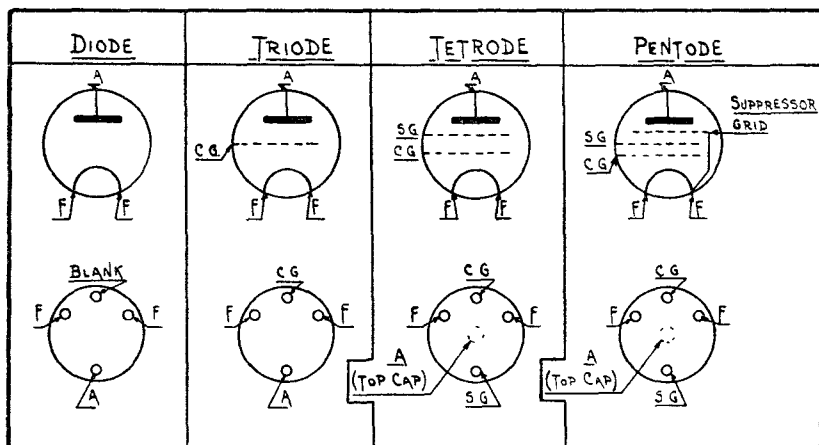 DIODE
TRIODE
TETRODE
PENTODE
A
A
A
A
SUPPRESSOR
GRID
SG
SG
CG
CG
CG
F F
F F
F F
F F
BLANK
CG
CG
CG
F F
F F
F F
F F
A
(TOP CAP)
A
(TOP CAP)
A
A
SG
SG